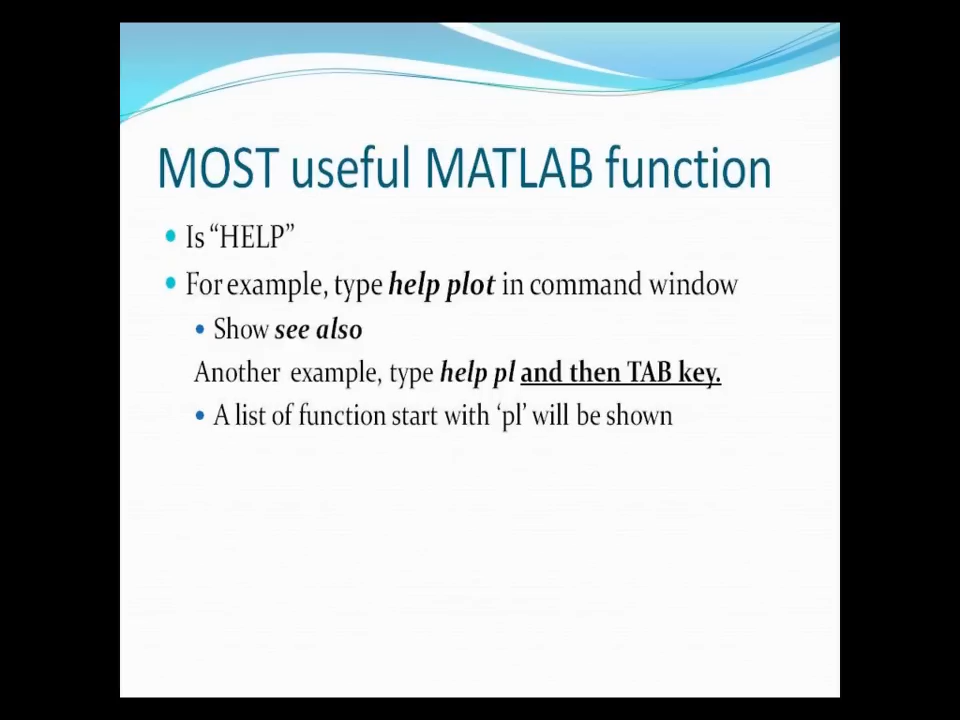 MOST useful MATLAB function
• Is “HELP”
• For example, type help plot in command window
• Show see also
Another example, type help pl and then TAB key.
• A list of function start with ‘pl’ will be shown